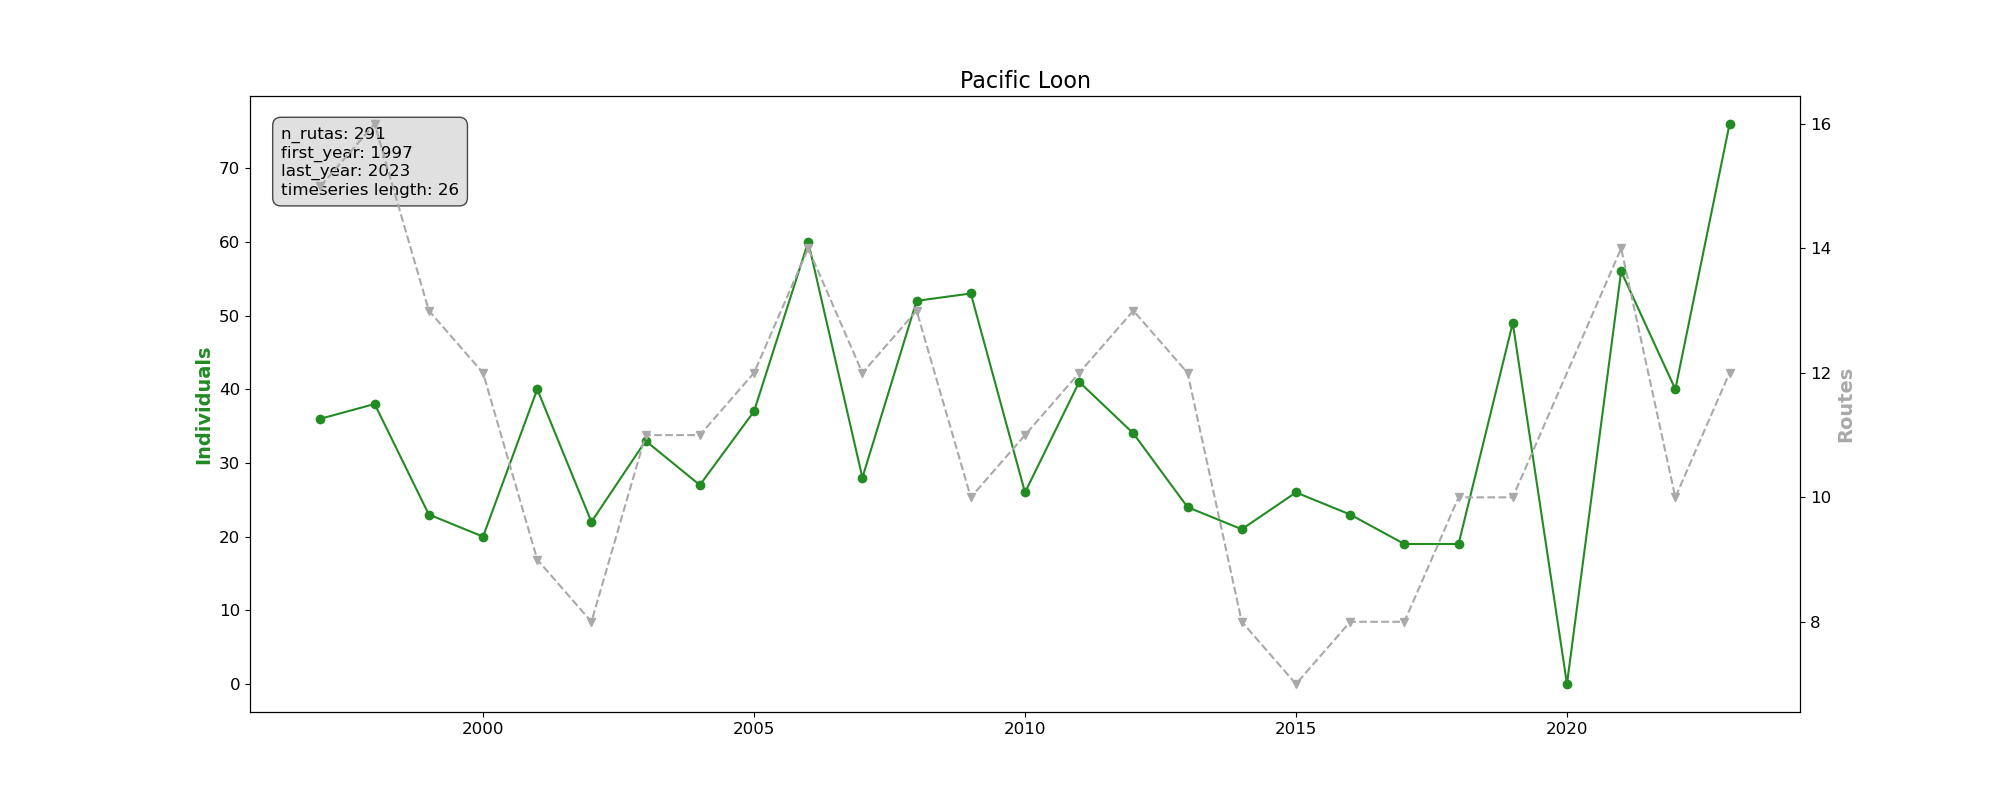 Pacific Loon
n_rutas: 291
first_year: 1997
last_year: 2023
timeseries length: 26
Individuals
70
60
50
40
30
20
10
0
16
14
12
10
8
Routes
2000
2005
2010
2015
2020